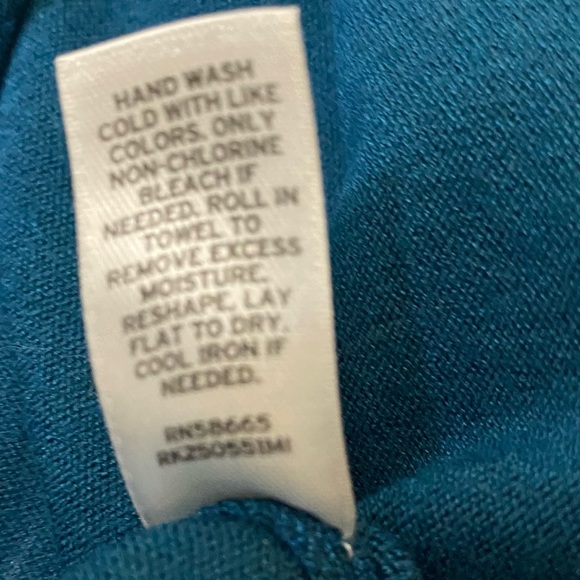 HAND WASH
COLD WITH LIKE
COLORS. ONLY
NON-CHLORINE
BLEACH IF
NEEDED. ROLL IN
TOWEL TO
REMOVE EXCESS
MOISTURE.
RESHAPE. LAY
FLAT TO DRY.
COOL IRON IF
NEEDED.
RN58665